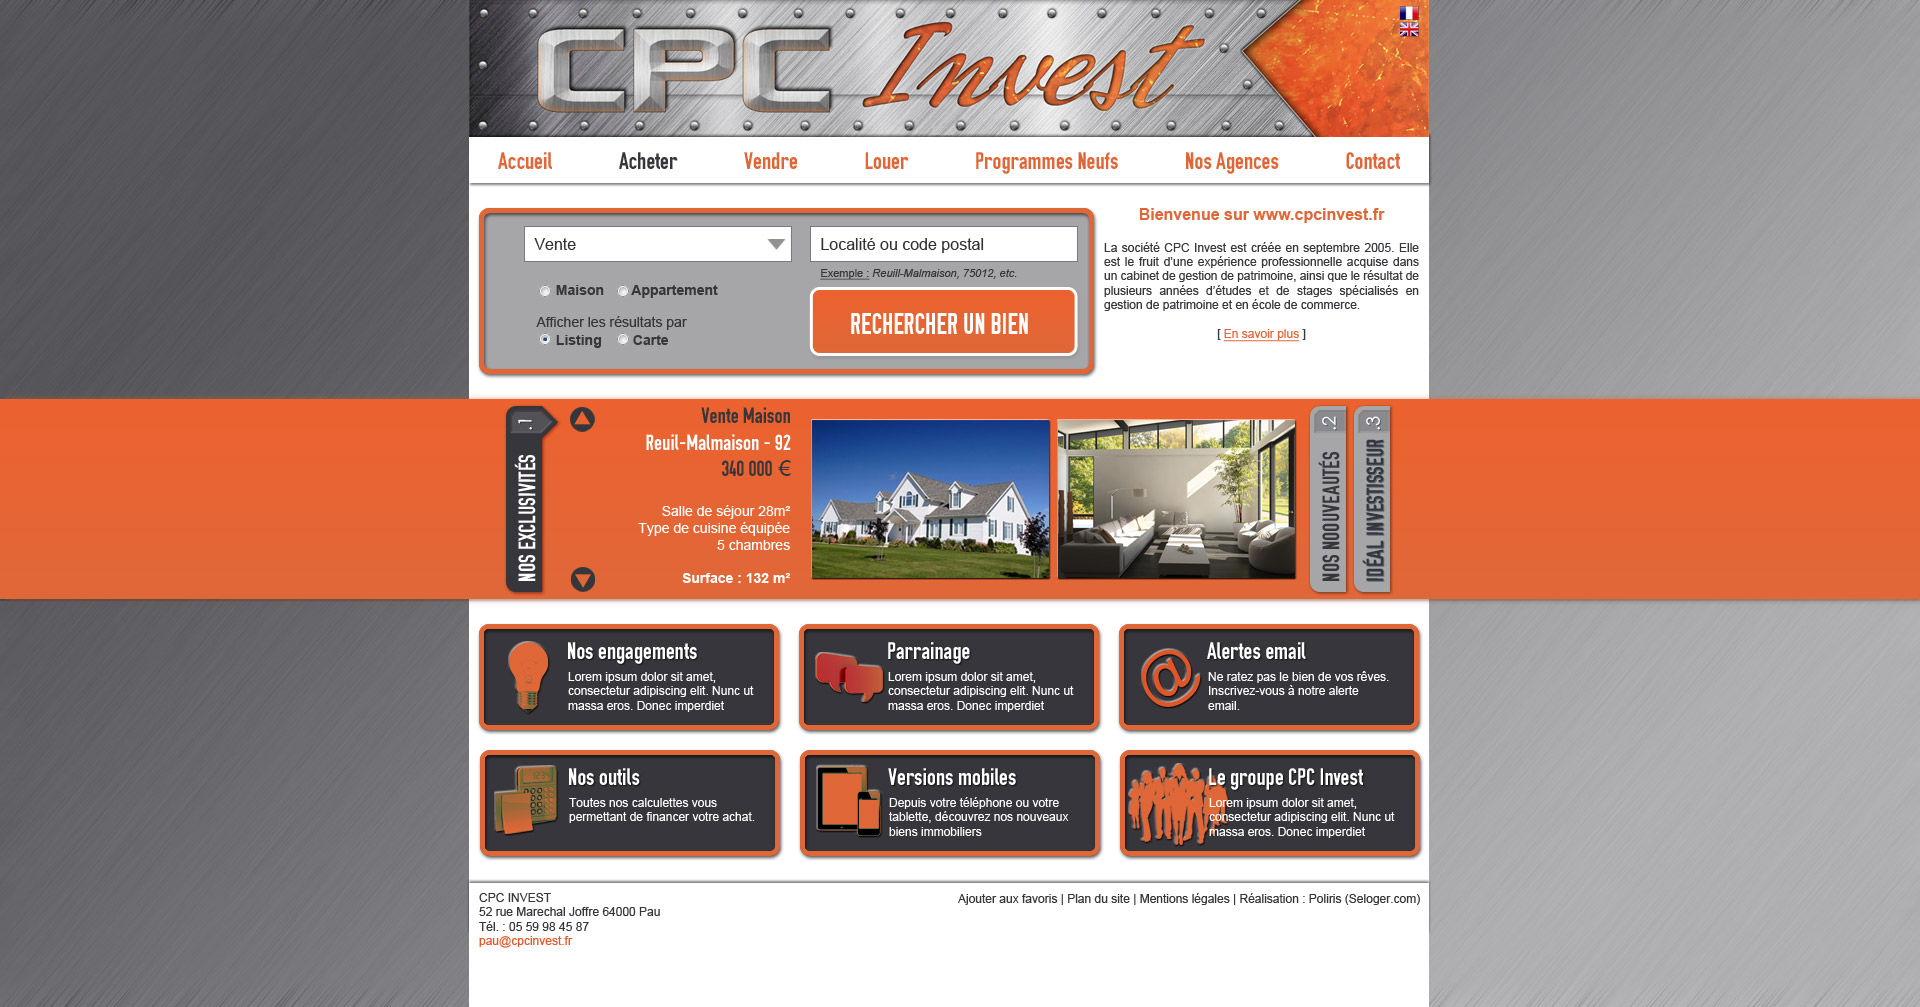 CPC Invest
Accueil Acheter Vendre Louer Programmes Neufs Nos Agences Contact
Vente
Localité ou code postal
Exemple : Reuill-Malmaison, 75012, etc.
Maison Appartement
Afficher les résultats par
Listing Carte
RECHERCHER UN BIEN
Bienvenue sur www.cpcinvest.fr
La société CPC Invest est créée en septembre 2005. Elle
est le fruit d'une expérience professionnelle acquise dans
un cabinet de gestion de patrimoine, ainsi que le résultat de
plusieurs années d'études et de stages spécialisés en
gestion de patrimoine et en école de commerce.
[ En savoir plus ]
NOS EXCLUSIVITÉS .1
Vente Maison
Reuil-Malmaison - 92
340 000 €
Salle de séjour 28m²
Type de cuisine équipée
5 chambres
Surface : 132 m²
NOS NOUVEAUTÉS .2
IDÉAL INVESTISSEUR .3
Nos engagements
Lorem ipsum dolor sit amet,
consectetur adipiscing elit. Nunc ut
massa eros. Donec imperdiet
Parrainage
Lorem ipsum dolor sit amet,
consectetur adipiscing elit. Nunc ut
massa eros. Donec imperdiet
@
Alertes email
Ne ratez pas le bien de vos rêves.
Inscrivez-vous à notre alerte
email.
Nos outils
Toutes nos calculettes vous
permettant de financer votre achat.
Versions mobiles
Depuis votre téléphone ou votre
tablette, découvrez nos nouveaux
biens immobiliers
Le groupe CPC Invest
Lorem ipsum dolor sit amet,
consectetur adipiscing elit. Nunc ut
massa eros. Donec imperdiet
CPC INVEST
52 rue Marechal Joffre 64000 Pau
Tél. : 05 59 98 45 87
pau@cpcinvest.fr
Ajouter aux favoris | Plan du site | Mentions légales | Réalisation : Poliris (Seloger.com)